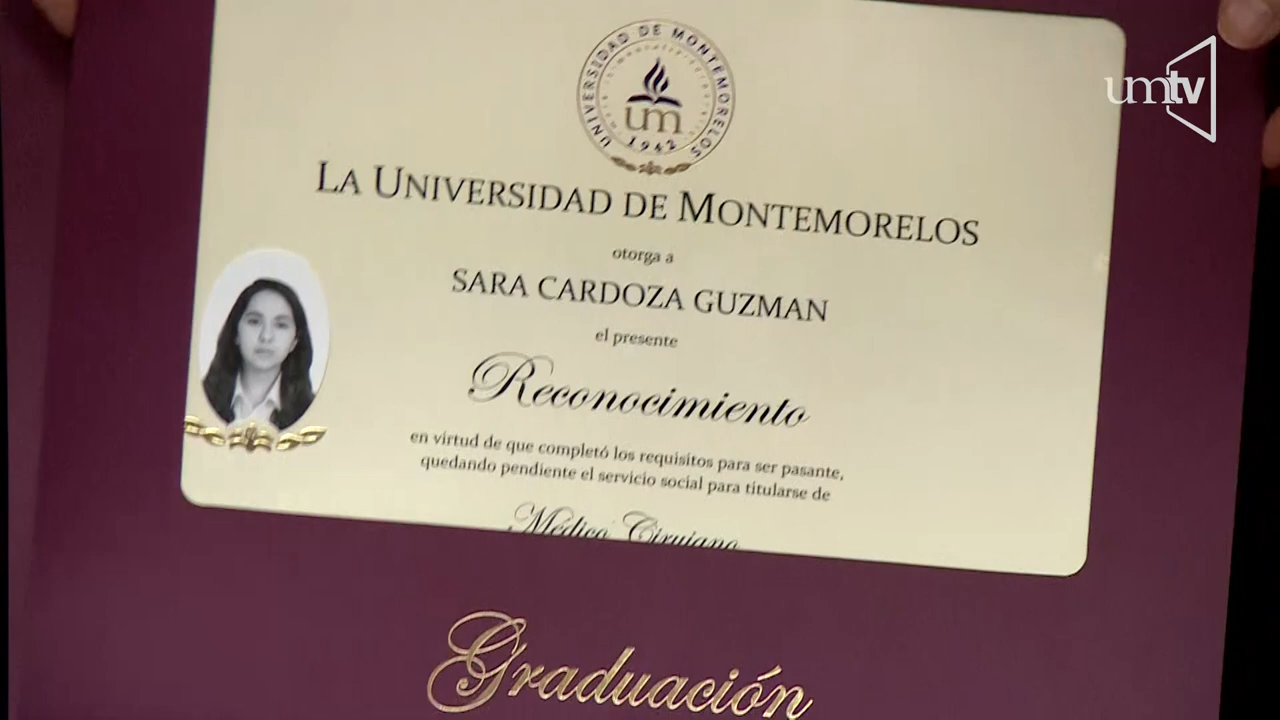 UNIVERSIDAD DE MONTEMORELOS
um
1942
umtv
LA UNIVERSIDAD DE MONTEMORELOS
otorga a
SARA CARDOZA GUZMAN
el presente
Reconocimiento
en virtud de que completó los requisitos para ser pasante,
quedando pendiente el servicio social para titularse de
Médico Cirujano
Graduación